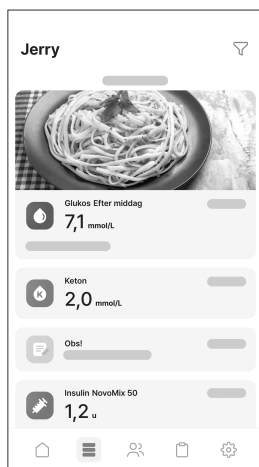 Jerry
Glukos Efter middag
7,1 mmol/L
Keton
K
2,0 mmol/L
Obs!
Insulin NovoMix 50
1,2 u